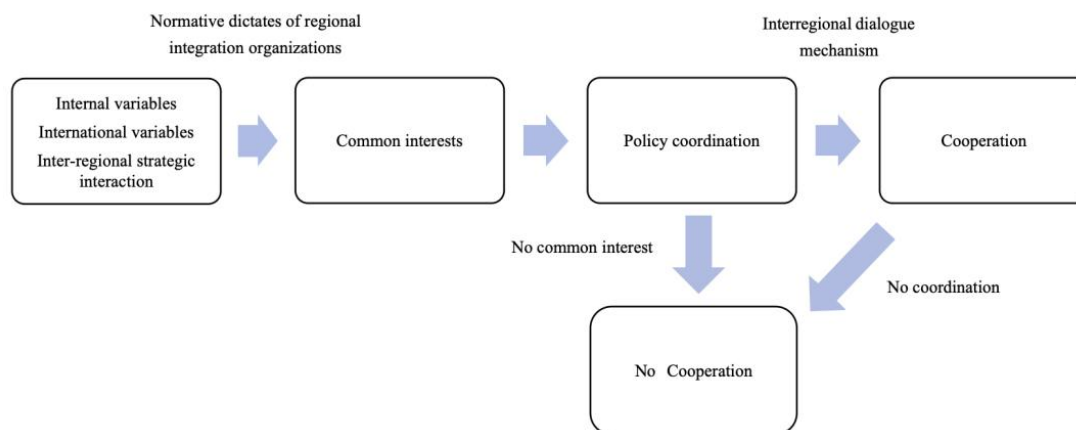 Normative dictates of regional
integration organizations
Interregional dialogue
mechanism
Internal variables
International variables
Inter-regional strategic
interaction
Common interests
Policy coordination
Cooperation
No common interest
No coordination
No Cooperation